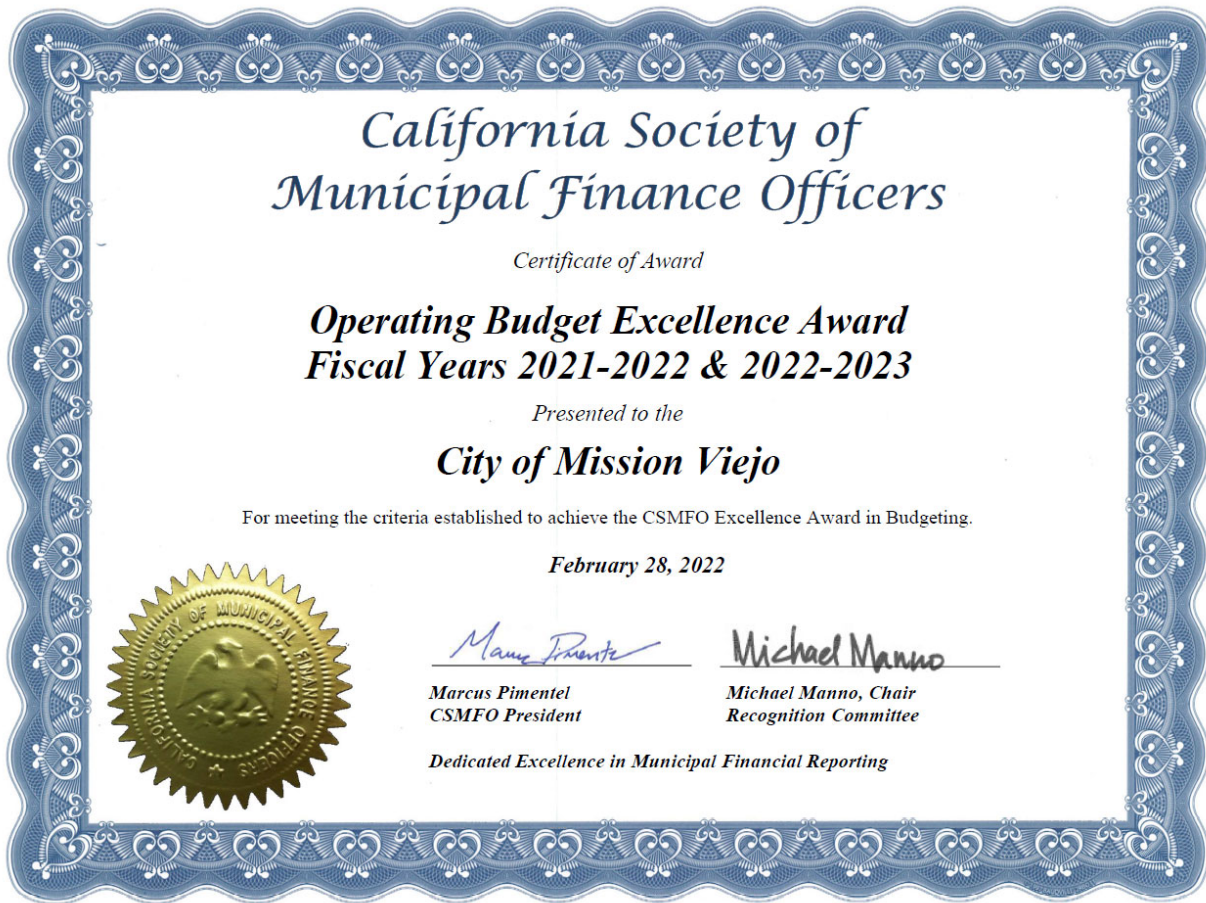 California Society of
Municipal Finance Officers
Certificate of Award
Operating Budget Excellence Award
Fiscal Years 2021-2022 & 2022-2023
Presented to the
City of Mission Viejo
For meeting the criteria established to achieve the CSMFO Excellence Award in Budgeting.
February 28, 2022
CALIFORNIA SOCIETY OF MUNICIPAL FINANCE OFFICERS
Michael Manno
Marcus Pimentel
CSMFO President
Michael Manno, Chair
Recognition Committee
Dedicated Excellence in Municipal Financial Reporting